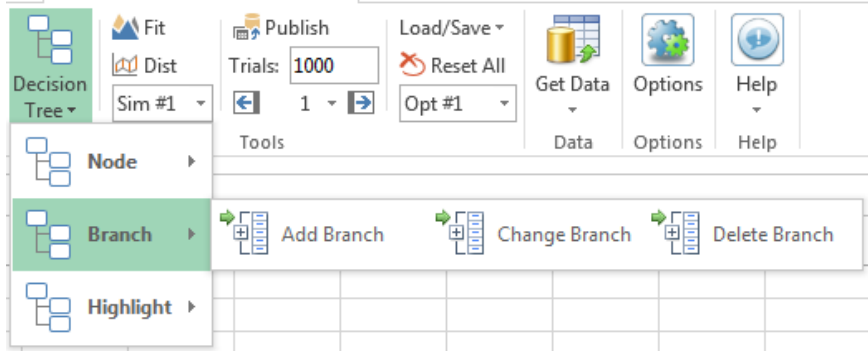 Decision
Tree
Fit
Dist
Sim #1
Publish
Trials: 1000
1
Load/Save
Reset All
Opt #1
Get Data
Options
Help
Tools
Data
Options
Help
Node
Branch
Add Branch
Change Branch
Delete Branch
Highlight